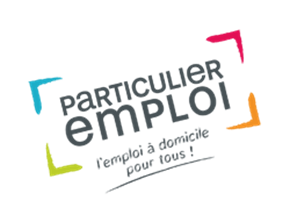 PARTICULIER
EMPLOI
l'emploi à domicile
pour tous !